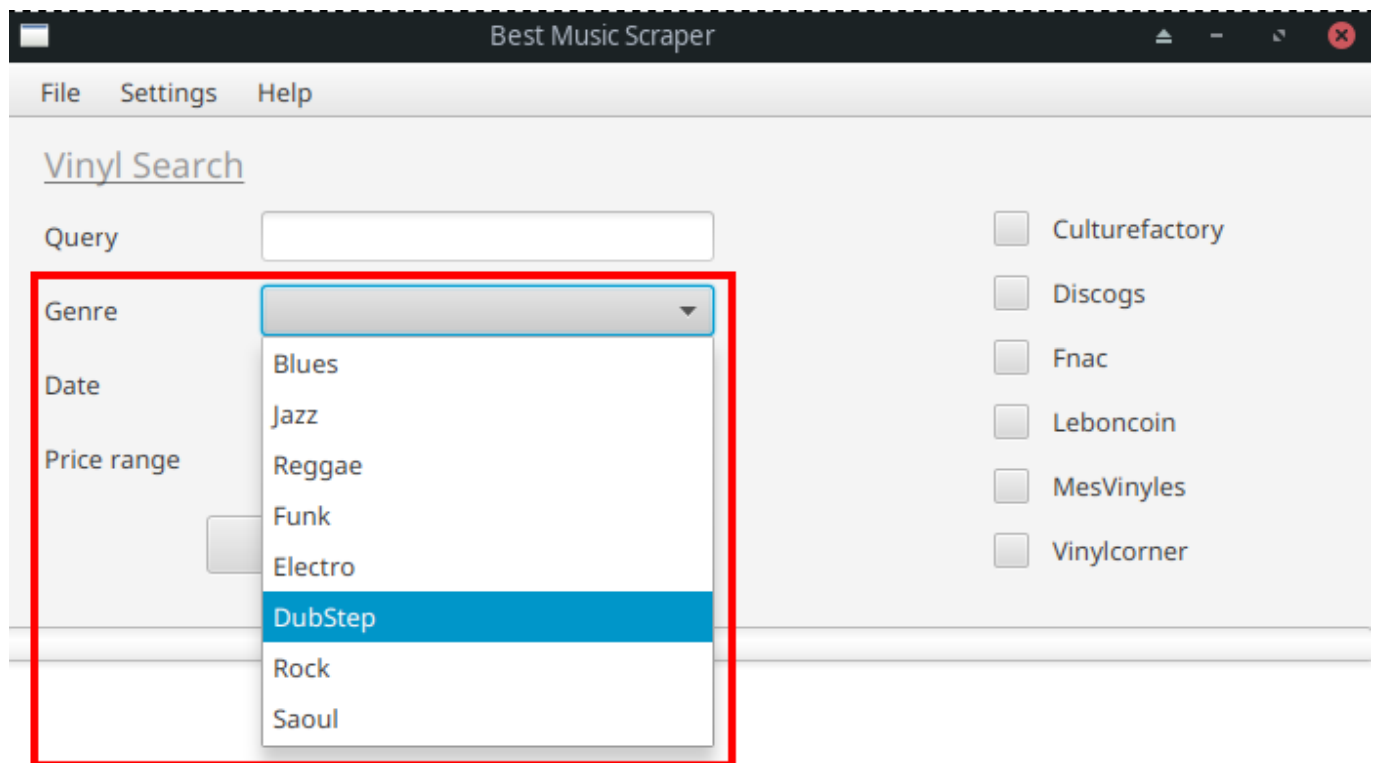 Best Music Scraper
File Settings Help
Vinyl Search
Query
Genre
Blues
Jazz
Reggae
Funk
Electro
DubStep
Rock
Saoul
Date
Price range
Culturefactory
Discogs
Fnac
Leboncoin
MesVinyles
Vinylcorner